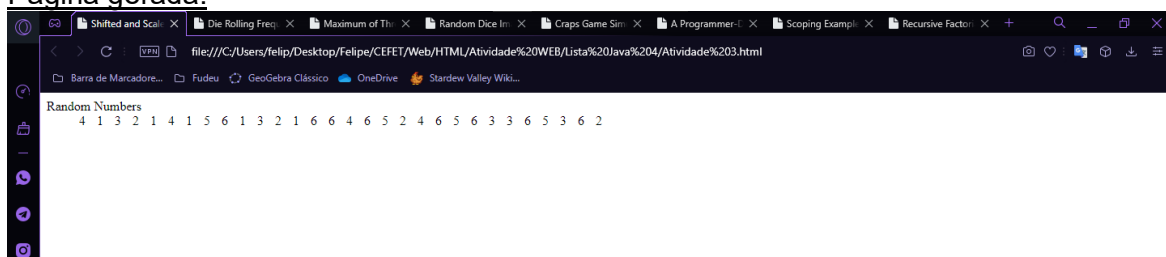 Página gerada:
Shifted and Scale Die Rolling Frequ Maximum of Thr Random Dice Im Craps Game Sim A Programmer-D Scoping Example Recursive Factori
VPN file:///C:/Users/felip/Desktop/Felipe/CEFET/Web/HTML/Atividade%20WEB/Lista%20Java%204/Atividade%203.html
Barra de Marcadore... Fudeu GeoGebra Clássico OneDrive Stardew Valley Wiki...
Random Numbers
4 1 3 2 1 4 1 5 6 1 3 2 1 6 6 4 6 5 2 4 6 5 6 3 3 6 5 3 6 2